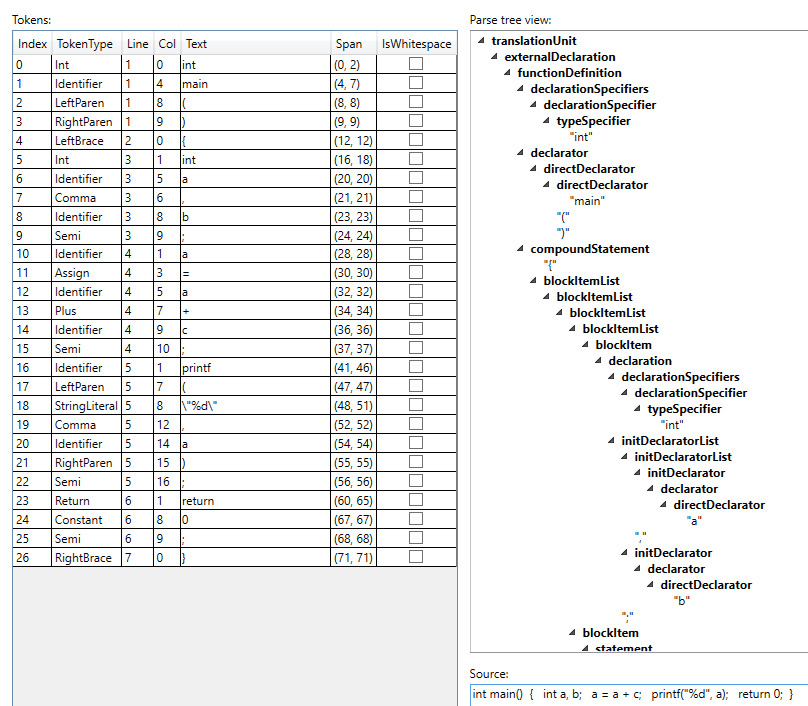 Tokens:
Index TokenType Line Col Text Span IsWhitespace
0 Int 1 0 int (0, 2)
1 Identifier 1 4 main (4, 7)
2 LeftParen 1 8 ( (8, 8)
3 RightParen 1 9 ) (9, 9)
4 LeftBrace 2 0 { (12, 12)
5 Int 3 1 int (16, 18)
6 Identifier 3 5 a (20, 20)
7 Comma 3 6 , (21, 21)
8 Identifier 3 8 b (23, 23)
9 Semi 3 9 ; (24, 24)
10 Identifier 4 1 a (28, 28)
11 Assign 4 3 = (30, 30)
12 Identifier 4 5 a (32, 32)
13 Plus 4 7 + (34, 34)
14 Identifier 4 9 c (36, 36)
15 Semi 4 10 ; (37, 37)
16 Identifier 5 1 printf (41, 46)
17 LeftParen 5 7 ( (47, 47)
18 StringLiteral 5 8 \"%d\" (48, 51)
19 Comma 5 12 , (52, 52)
20 Identifier 5 14 a (54, 54)
21 RightParen 5 15 ) (55, 55)
22 Semi 5 16 ; (56, 56)
23 Return 6 1 return (60, 65)
24 Constant 6 8 0 (67, 67)
25 Semi 6 9 ; (68, 68)
26 RightBrace 7 0 } (71, 71)
Parse tree view:
translationUnit
externalDeclaration
functionDefinition
declarationSpecifiers
declarationSpecifier
typeSpecifier
"int"
declarator
directDeclarator
directDeclarator
"main"
"("
")"
compoundStatement
"{"
blockItemList
blockItemList
blockItemList
blockItemList
blockItem
declaration
declarationSpecifiers
declarationSpecifier
typeSpecifier
"int"
initDeclaratorList
initDeclaratorList
initDeclarator
declarator
directDeclarator
"a"
","
initDeclarator
declarator
directDeclarator
"b"
";"
blockItem
statement
Source:
int main() { int a, b; a = a + c; printf("%d", a); return 0; }